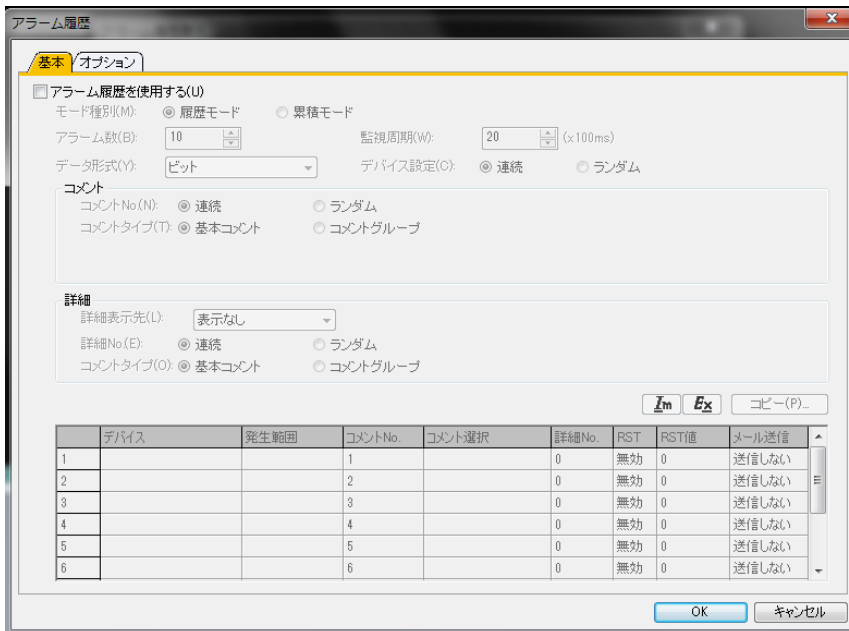 アラーム履歴
基本 オプション
アラーム履歴を使用する(U)
モード種別(M): 履歴モード 累積モード
アラーム数(B): 10 監視周期(W): 20 (x100ms)
データ形式(Y): ビット デバイス設定(C): 連続 ランダム
コメント
コメントNo.(N): 連続 ランダム
コメントタイプ(T): 基本コメント コメントグループ
詳細
詳細表示先(L): 表示なし
詳細No.(E): 連続 ランダム
コメントタイプ(O): 基本コメント コメントグループ
Im Ex コピー(P)...
デバイス 発生範囲 コメントNo. コメント選択 詳細No. RST RST値 メール送信
1 1 0 無効 0 送信しない
2 2 0 無効 0 送信しない
3 3 0 無効 0 送信しない
4 4 0 無効 0 送信しない
5 5 0 無効 0 送信しない
6 6 0 無効 0 送信しない
OK キャンセル